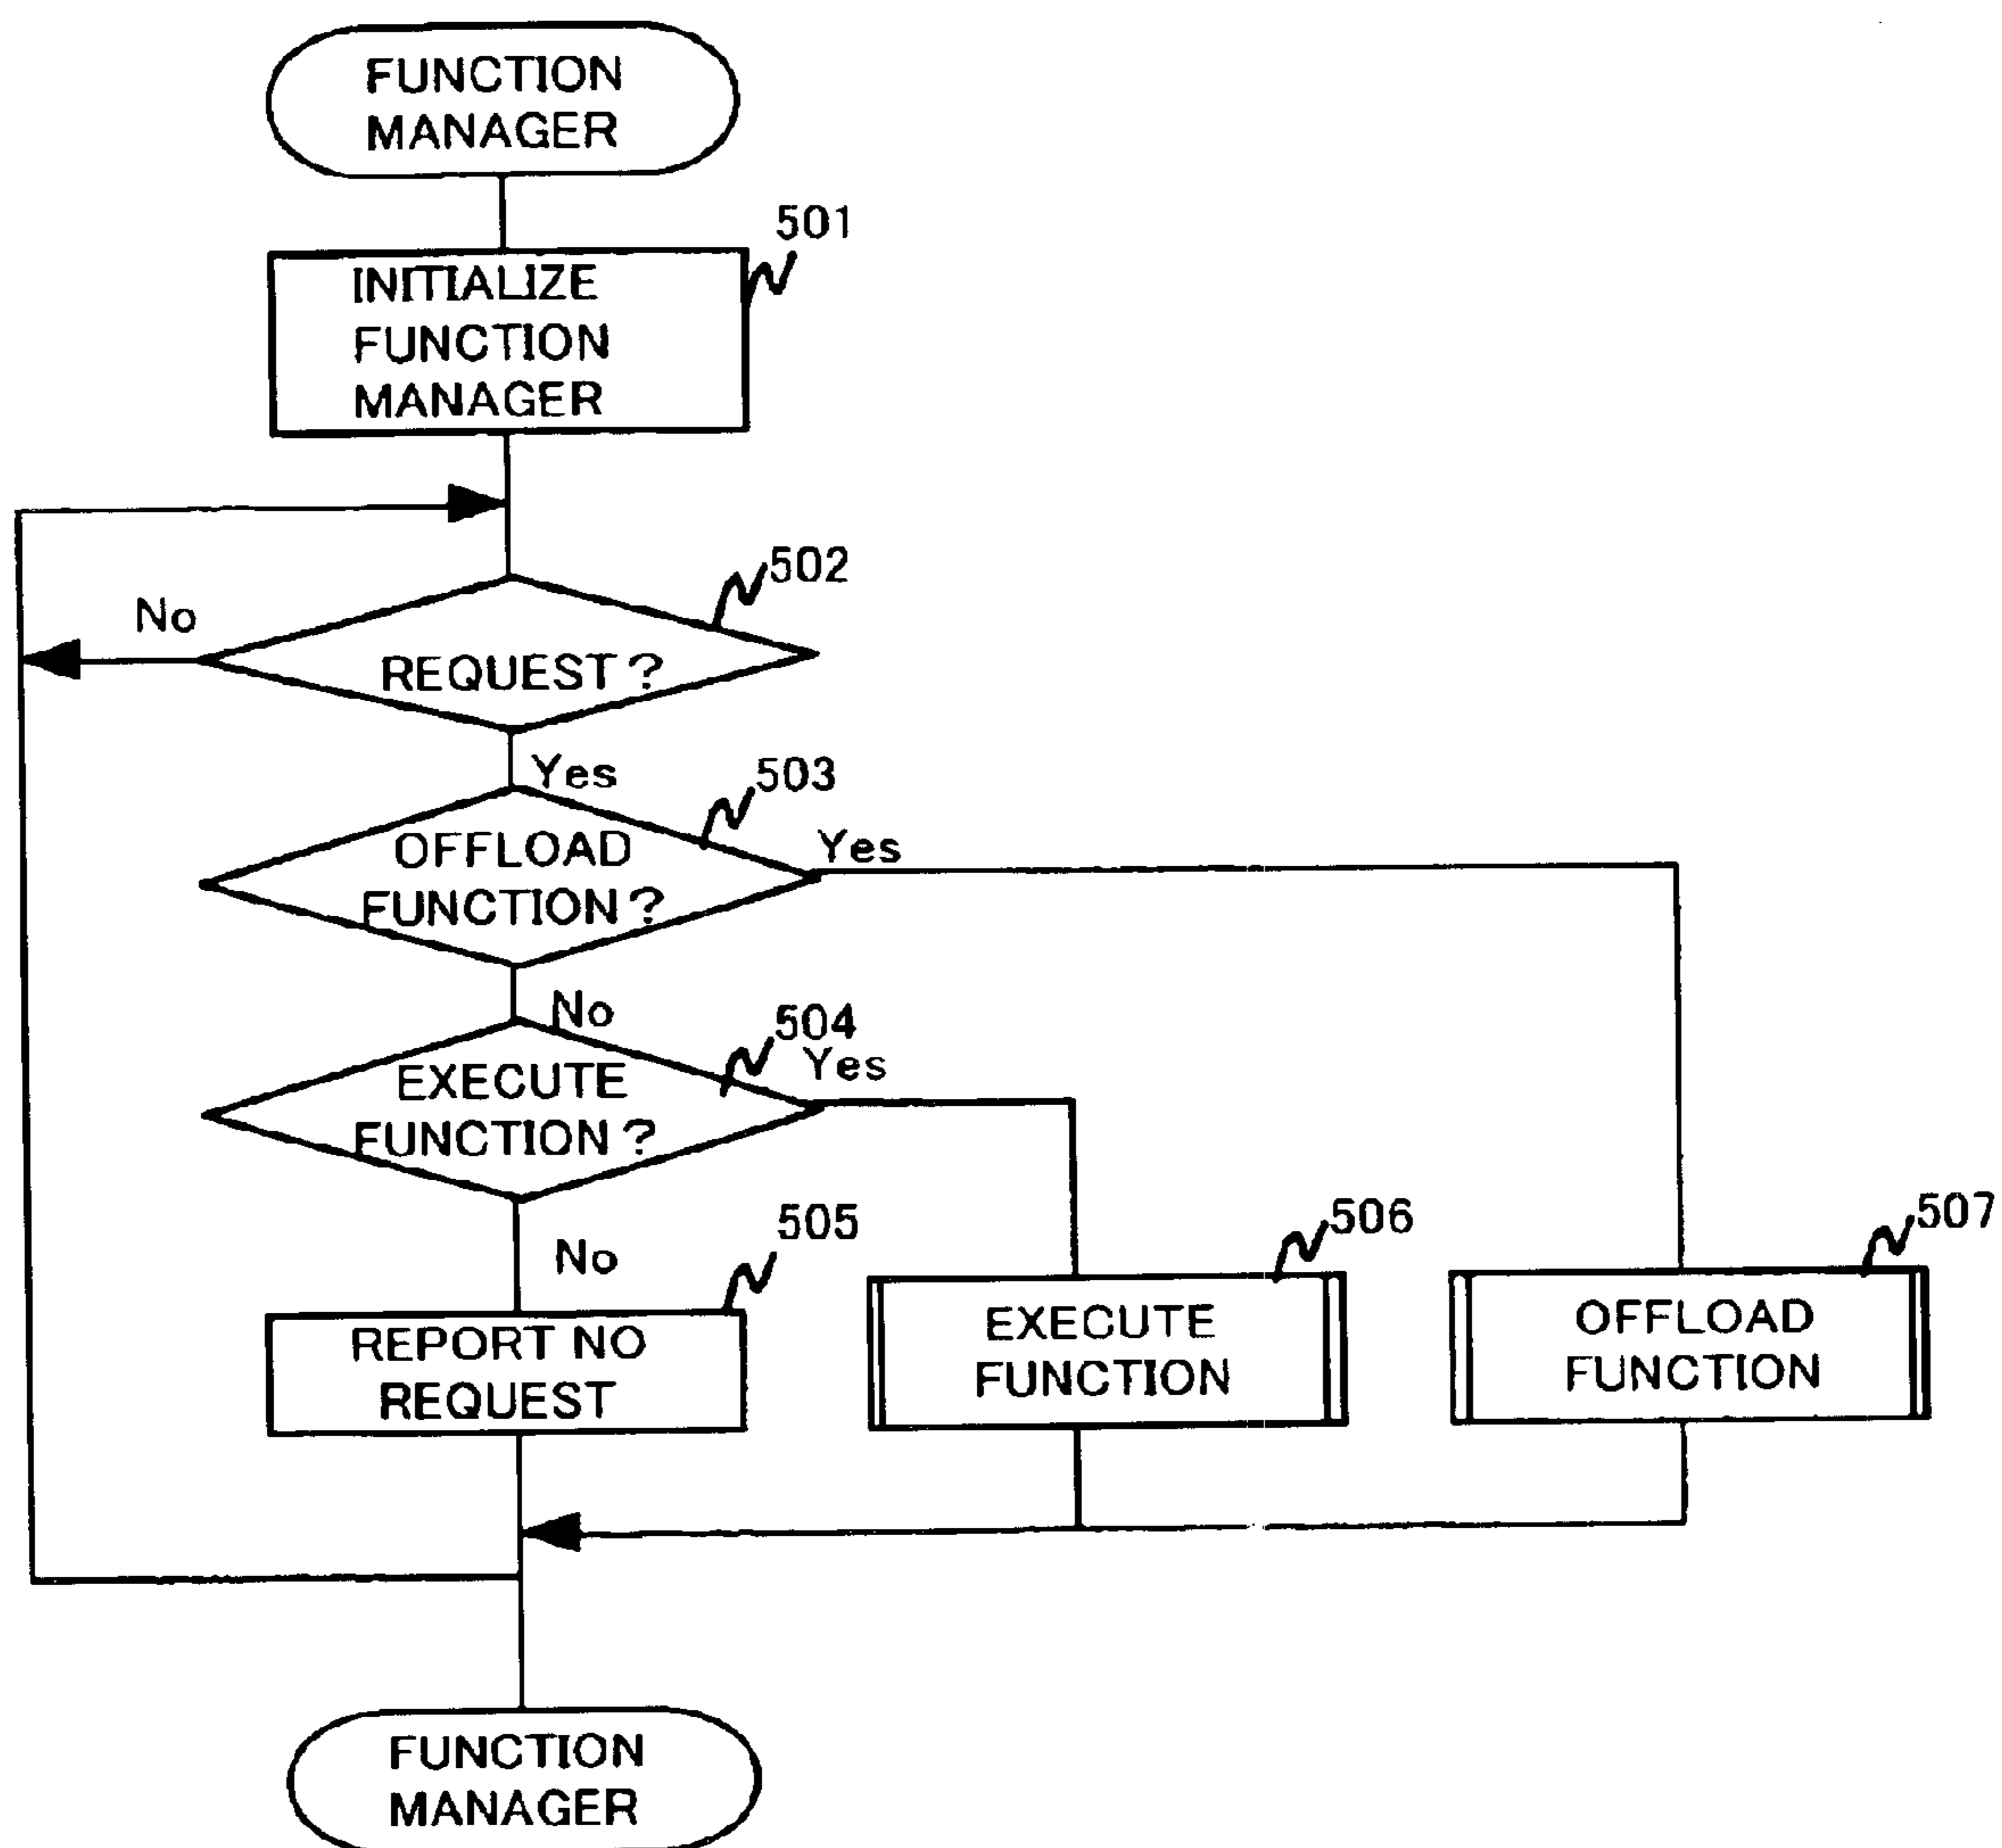 FUNCTION
MANAGER
501
INITIALIZE
FUNCTION
MANAGER
502
No
REQUEST?
Yes
503
OFFLOAD
FUNCTION?
Yes
No
504
EXECUTE
FUNCTION?
Yes
No
505
REPORT NO
REQUEST
506
EXECUTE
FUNCTION
507
OFFLOAD
FUNCTION
FUNCTION
MANAGER